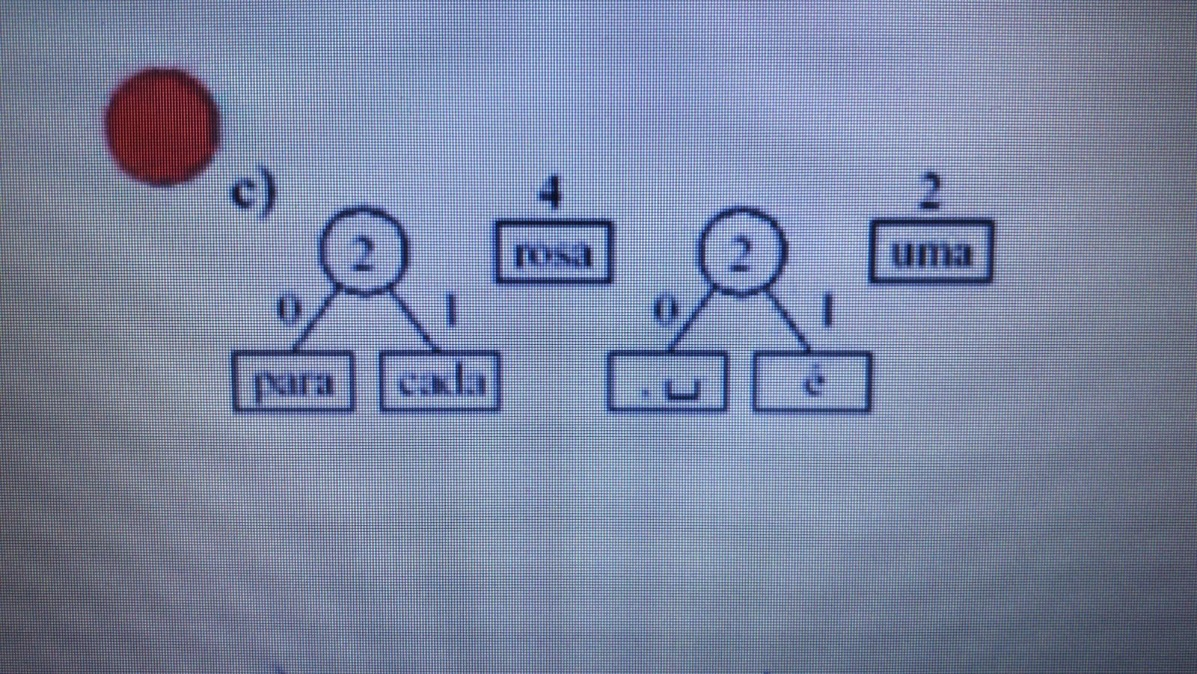 c)
4
2
2 rosa 2 uma
0 1 0 1
para cada . ␣ é